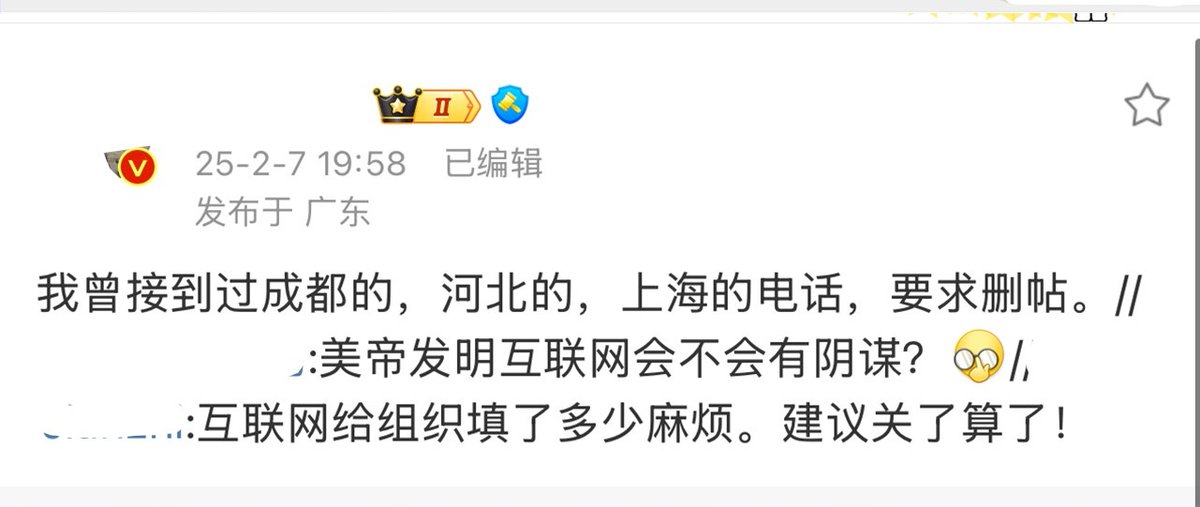 II
V
25-2-7 19:58 已编辑
发布于 广东
我曾接到过成都的，河北的，上海的电话，要求删帖。//
:美帝发明互联网会不会有阴谋？//
:互联网给组织填了多少麻烦。建议关了算了！